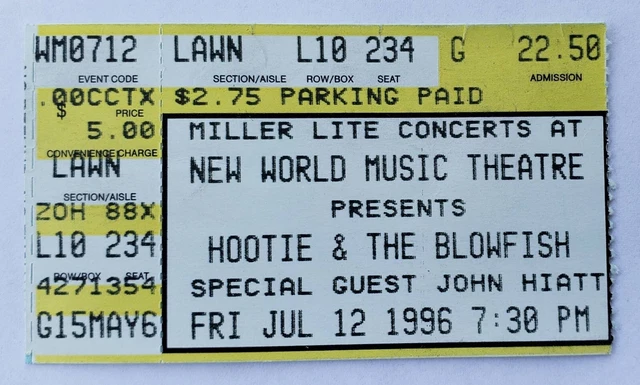 WM0712 LAWN L10 234 G 22.50
EVENT CODE SECTION/AISLE ROW/BOX SEAT ADMISSION
.00CCTX $2.75 PARKING PAID
$ PRICE
5.00 MILLER LITE CONCERTS AT
CONVENIENCE CHARGE
LAWN NEW WORLD MUSIC THEATRE
SECTION/AISLE
ZOH 88X PRESENTS
L10 234 HOOTIE & THE BLOWFISH
ROW/BOX SEAT
4271354 SPECIAL GUEST JOHN HIATT
G15MAY6 FRI JUL 12 1996 7:30 PM